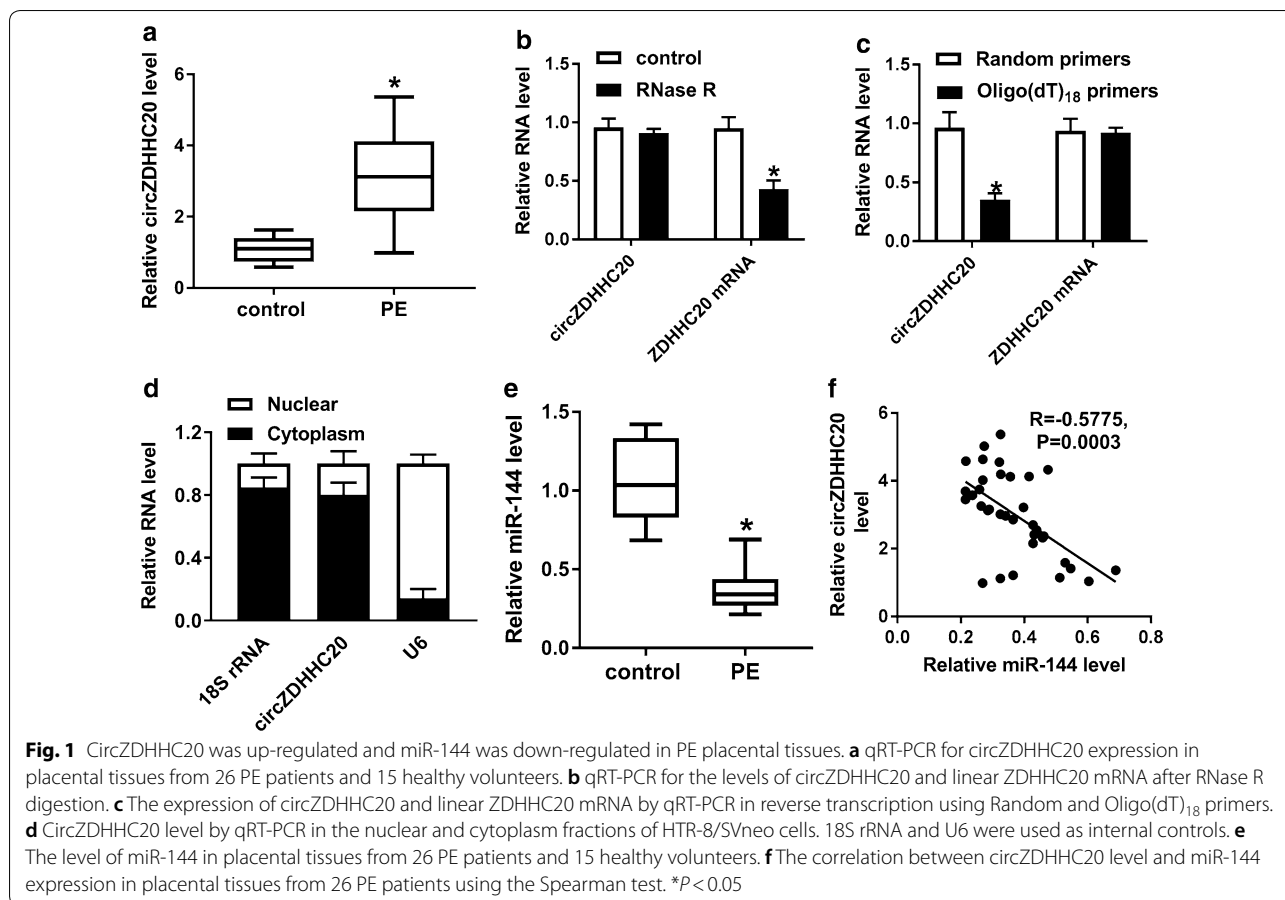 a
Relative circZDHHC20 level
6
4
2
0
*
control
PE
b
control
RNase R
Relative RNA level
1.5
1.0
0.5
0.0
*
circZDHHC20
ZDHHC20 mRNA
c
Random primers
Oligo(dT)18 primers
Relative RNA level
1.5
1.0
0.5
0.0
*
circZDHHC20
ZDHHC20 mRNA
d
Nuclear
Cytoplasm
Relative RNA level
1.2
0.8
0.4
0.0
18S rRNA
circZDHHC20
U6
e
Relative miR-144 level
1.5
1.0
0.5
0.0
*
control
PE
f
R=-0.5775,
P=0.0003
Relative circZDHHC20
level
6
4
2
0
0.0 0.2 0.4 0.6 0.8
Relative miR-144 level
Fig. 1 CircZDHHC20 was up-regulated and miR-144 was down-regulated in PE placental tissues. a qRT-PCR for circZDHHC20 expression in
placental tissues from 26 PE patients and 15 healthy volunteers. b qRT-PCR for the levels of circZDHHC20 and linear ZDHHC20 mRNA after RNase R
digestion. c The expression of circZDHHC20 and linear ZDHHC20 mRNA by qRT-PCR in reverse transcription using Random and Oligo(dT)18 primers.
d CircZDHHC20 level by qRT-PCR in the nuclear and cytoplasm fractions of HTR-8/SVneo cells. 18S rRNA and U6 were used as internal controls. e
The level of miR-144 in placental tissues from 26 PE patients and 15 healthy volunteers. f The correlation between circZDHHC20 level and miR-144
expression in placental tissues from 26 PE patients using the Spearman test. *P < 0.05